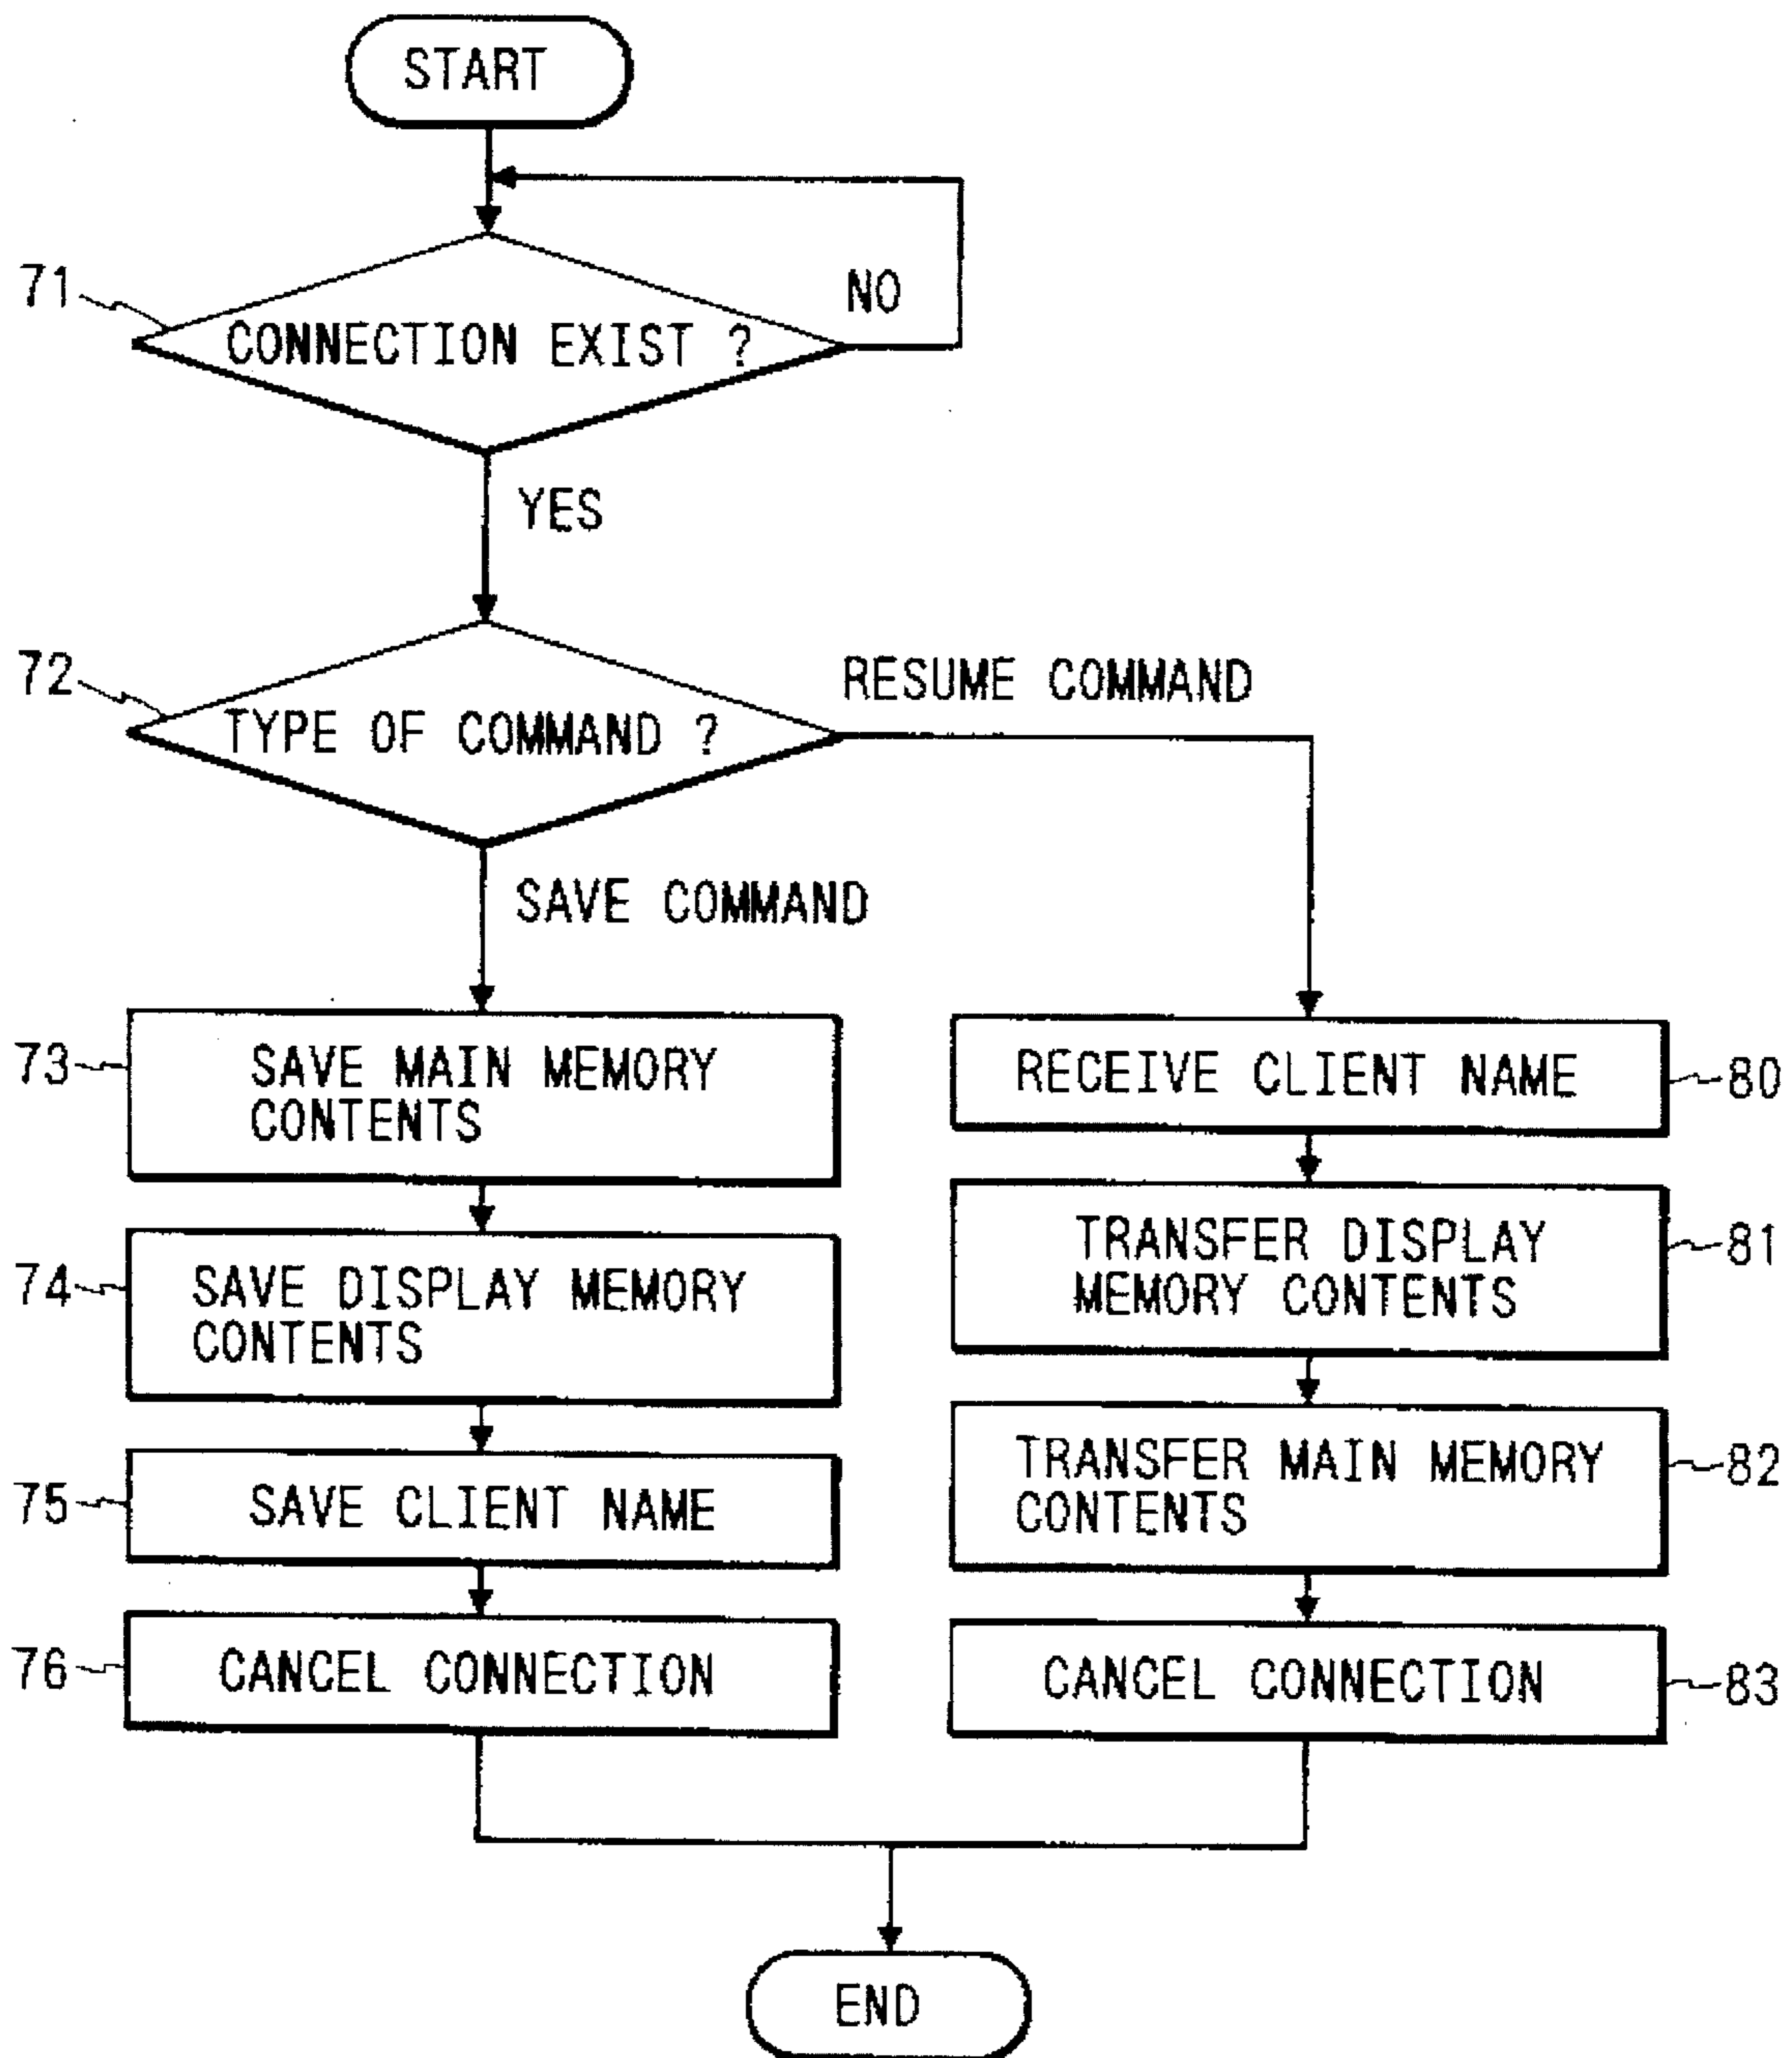 START
71
CONNECTION EXIST ?
NO
YES
72
TYPE OF COMMAND ?
RESUME COMMAND
SAVE COMMAND
73
SAVE MAIN MEMORY
CONTENTS
74
SAVE DISPLAY MEMORY
CONTENTS
75
SAVE CLIENT NAME
76
CANCEL CONNECTION
RECEIVE CLIENT NAME
80
TRANSFER DISPLAY
MEMORY CONTENTS
81
TRANSFER MAIN MEMORY
CONTENTS
82
CANCEL CONNECTION
83
END